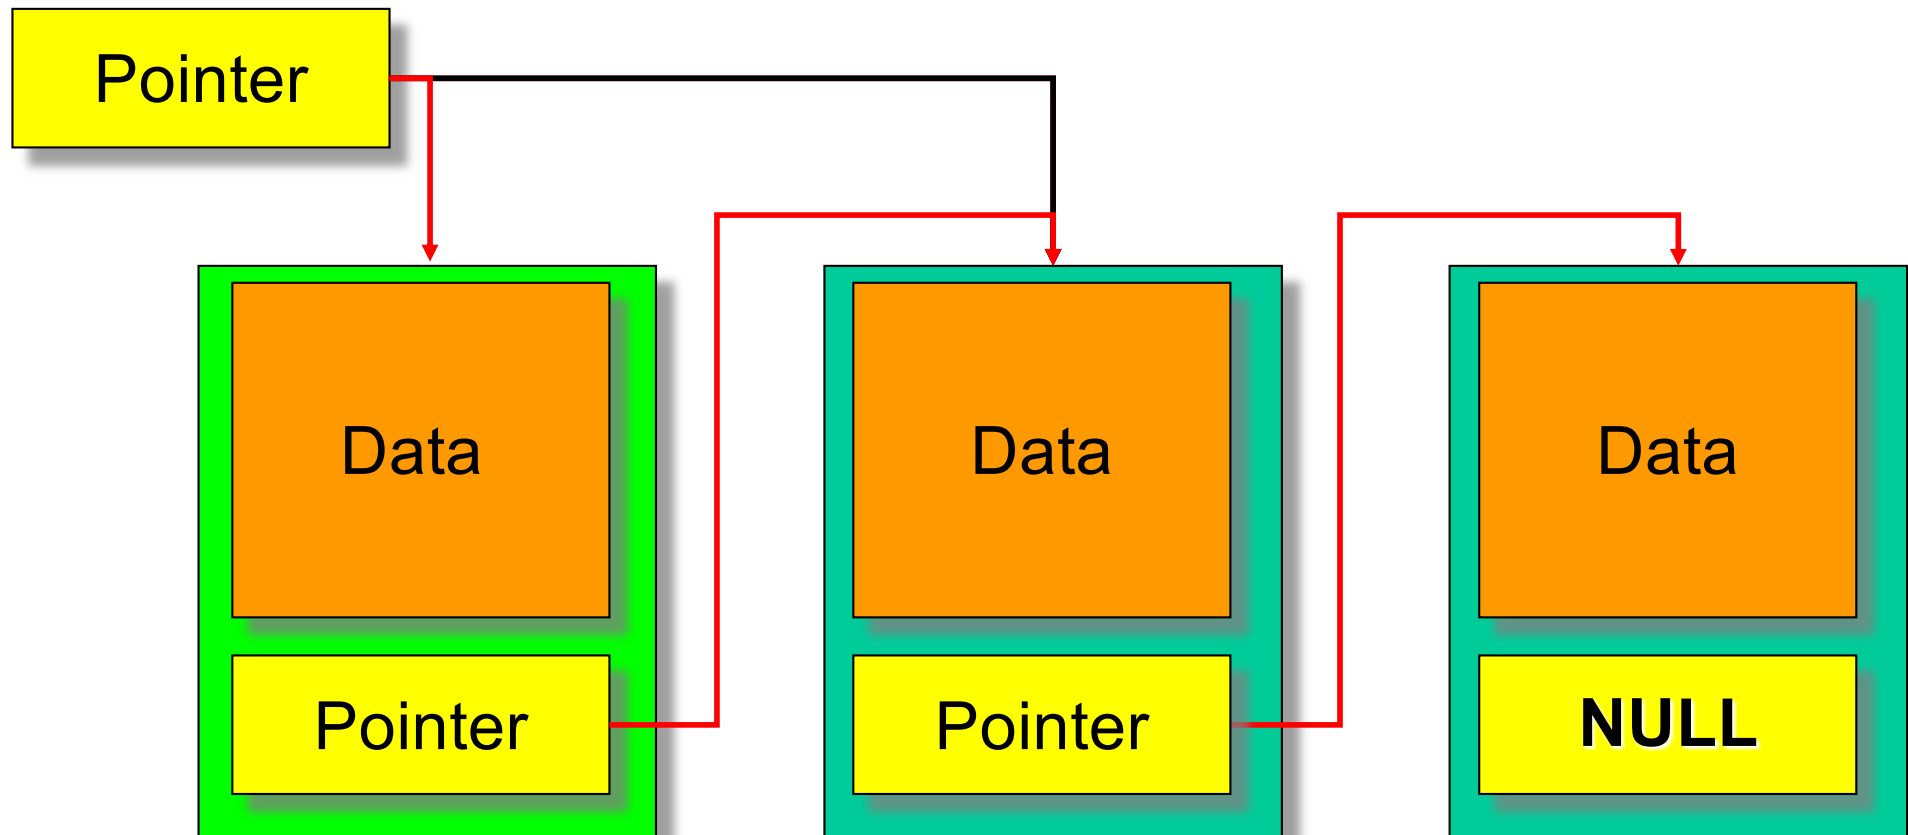 Pointer
Data
Data
Data
Pointer
Pointer
NULL